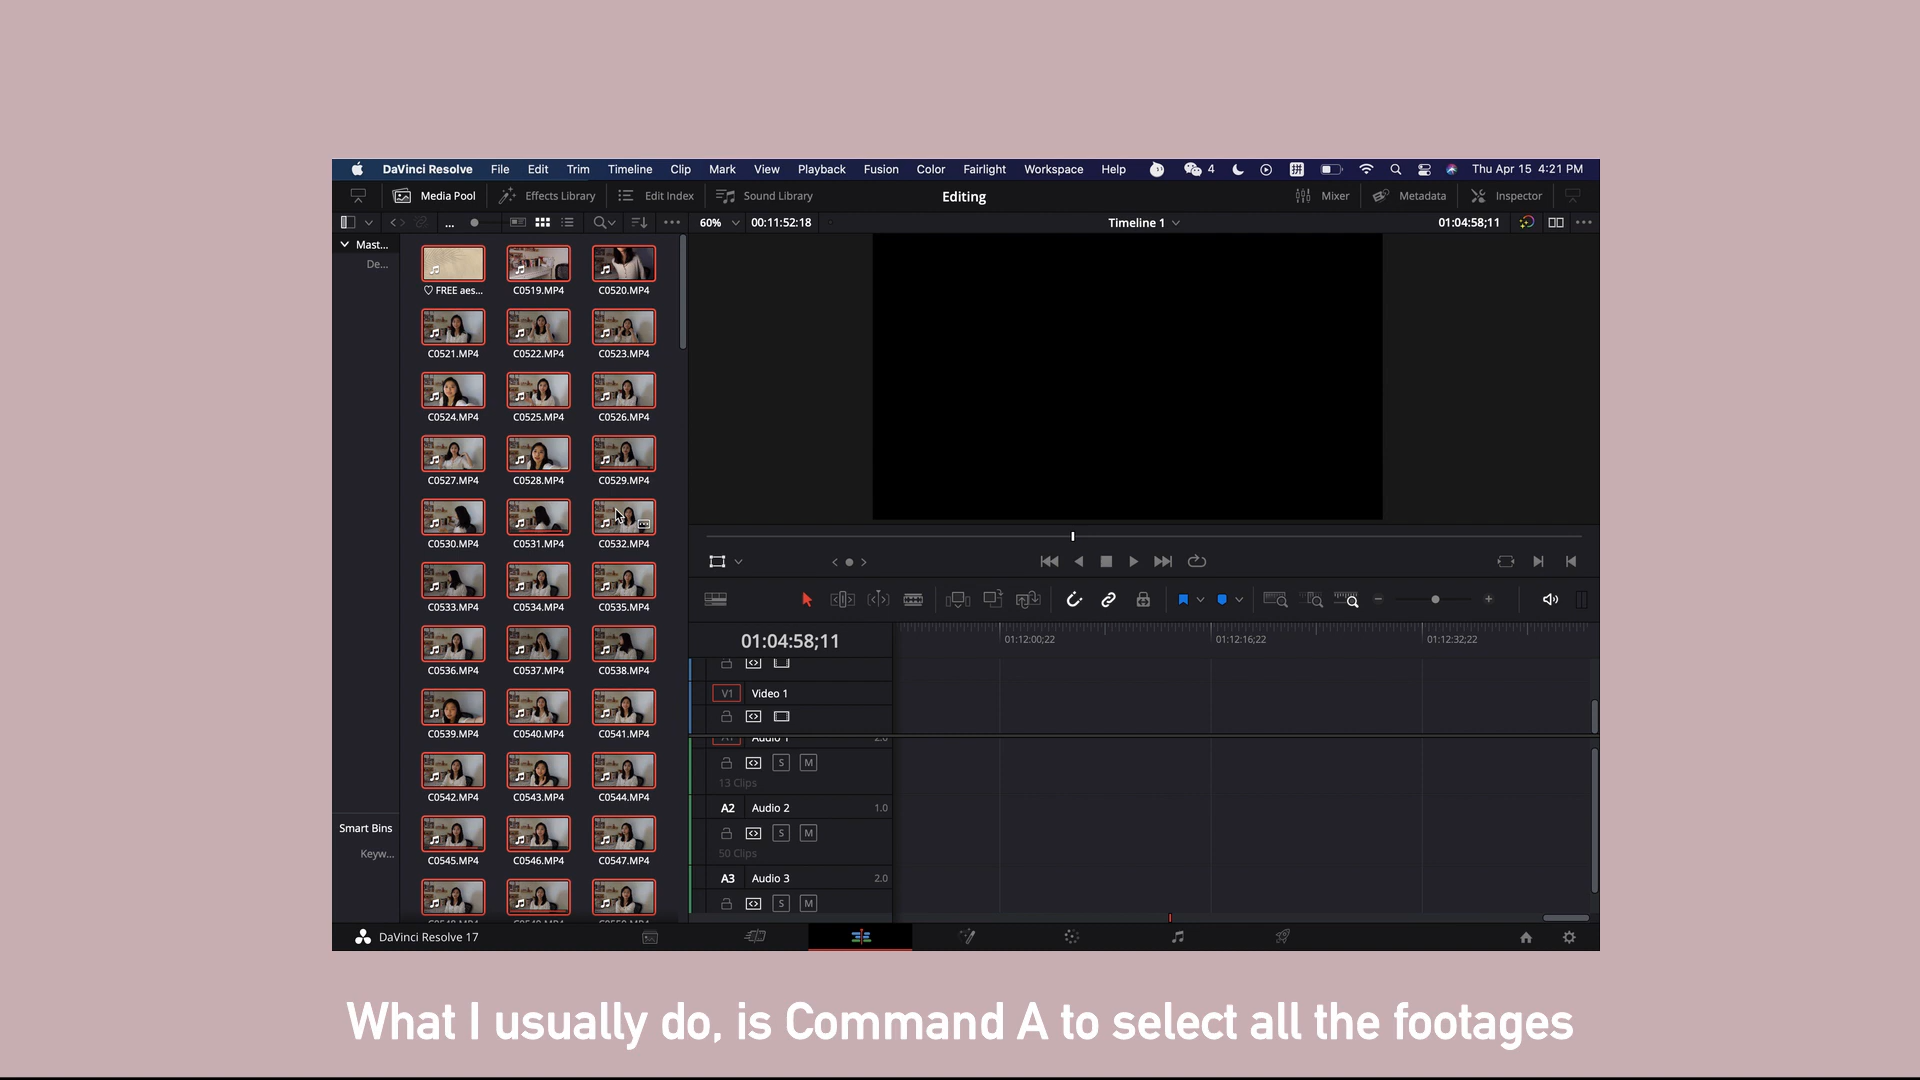 DaVinci Resolve File Edit Trim Timeline Clip Mark View Playback Fusion Color Fairlight Workspace Help 4 Thu Apr 15 4:21 PM
Media Pool Effects Library Edit Index Sound Library Editing Mixer Metadata Inspector
... 60% 00:11:52:18 Timeline 1 01:04:58;11
Mast...
De...
♡ FREE aes... C0519.MP4 C0520.MP4
C0521.MP4 C0522.MP4 C0523.MP4
C0524.MP4 C0525.MP4 C0526.MP4
C0527.MP4 C0528.MP4 C0529.MP4
C0530.MP4 C0531.MP4 C0532.MP4
C0533.MP4 C0534.MP4 C0535.MP4
C0536.MP4 C0537.MP4 C0538.MP4
C0539.MP4 C0540.MP4 C0541.MP4
C0542.MP4 C0543.MP4 C0544.MP4
C0545.MP4 C0546.MP4 C0547.MP4
Smart Bins
Keyw...
01:04:58;11 01:12:00;22 01:12:16;22 01:12:32;22
V1 Video 1
A1 Audio 1 2.0
S M
13 Clips
A2 Audio 2 1.0
S M
50 Clips
A3 Audio 3 2.0
S M
DaVinci Resolve 17
What I usually do, is Command A to select all the footages